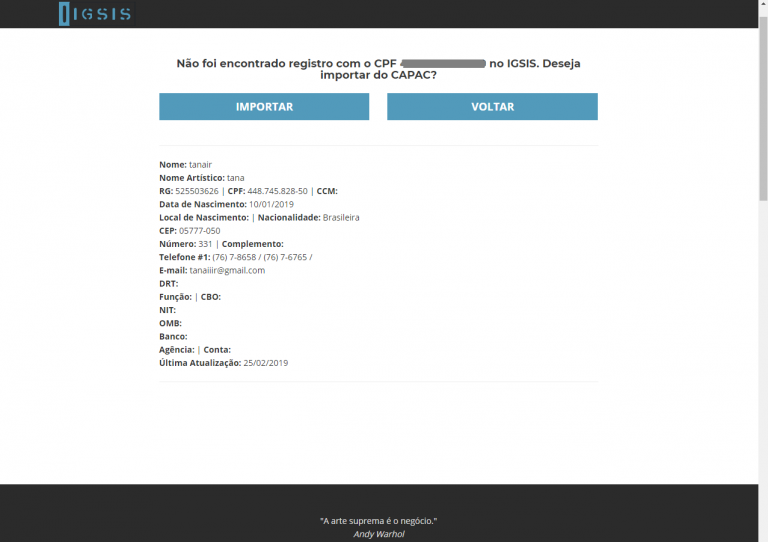 IGSIS
Não foi encontrado registro com o CPF no IGSIS. Deseja
importar do CAPAC?
IMPORTAR
VOLTAR
Nome: tanair
Nome Artístico: tana
RG: 525503626 | CPF: 448.745.828-50 | CCM:
Data de Nascimento: 10/01/2019
Local de Nascimento: | Nacionalidade: Brasileira
CEP: 05777-050
Número: 331 | Complemento:
Telefone #1: (76) 7-8658 / (76) 7-6765 /
E-mail: tanaiiir@gmail.com
DRT:
Função: | CBO:
NIT:
OMB:
Banco:
Agência: | Conta:
Última Atualização: 25/02/2019
"A arte suprema é o negócio."
Andy Warhol